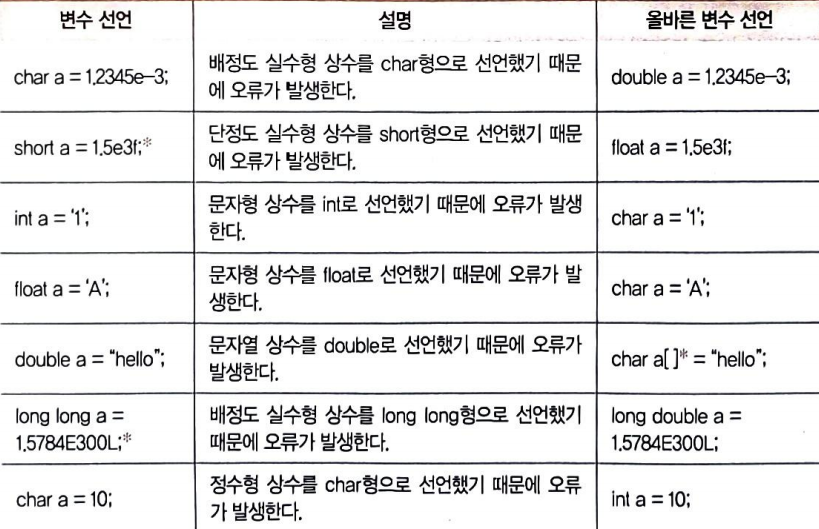 변수 선언 설명 올바른 변수 선언
char a = 1.2345e-3;
배정도 실수형 상수를 char형으로 선언했기 때문
에 오류가 발생한다.
double a = 1.2345e-3;
short a = 1.5e3f;※
단정도 실수형 상수를 short형으로 선언했기 때문
에 오류가 발생한다.
float a = 1.5e3f;
int a = '1';
문자형 상수를 int로 선언했기 때문에 오류가 발생
한다.
char a = '1';
float a = 'A';
문자형 상수를 float로 선언했기 때문에 오류가 발
생한다.
char a = 'A';
double a = "hello";
문자열 상수를 double로 선언했기 때문에 오류가
발생한다.
char a[ ]※ = "hello";
long long a =
1.5784E300L;※
배정도 실수형 상수를 long long형으로 선언했기
때문에 오류가 발생한다.
long double a =
1.5784E300L;
char a = 10;
정수형 상수를 char형으로 선언했기 때문에 오류
가 발생한다.
int a = 10;